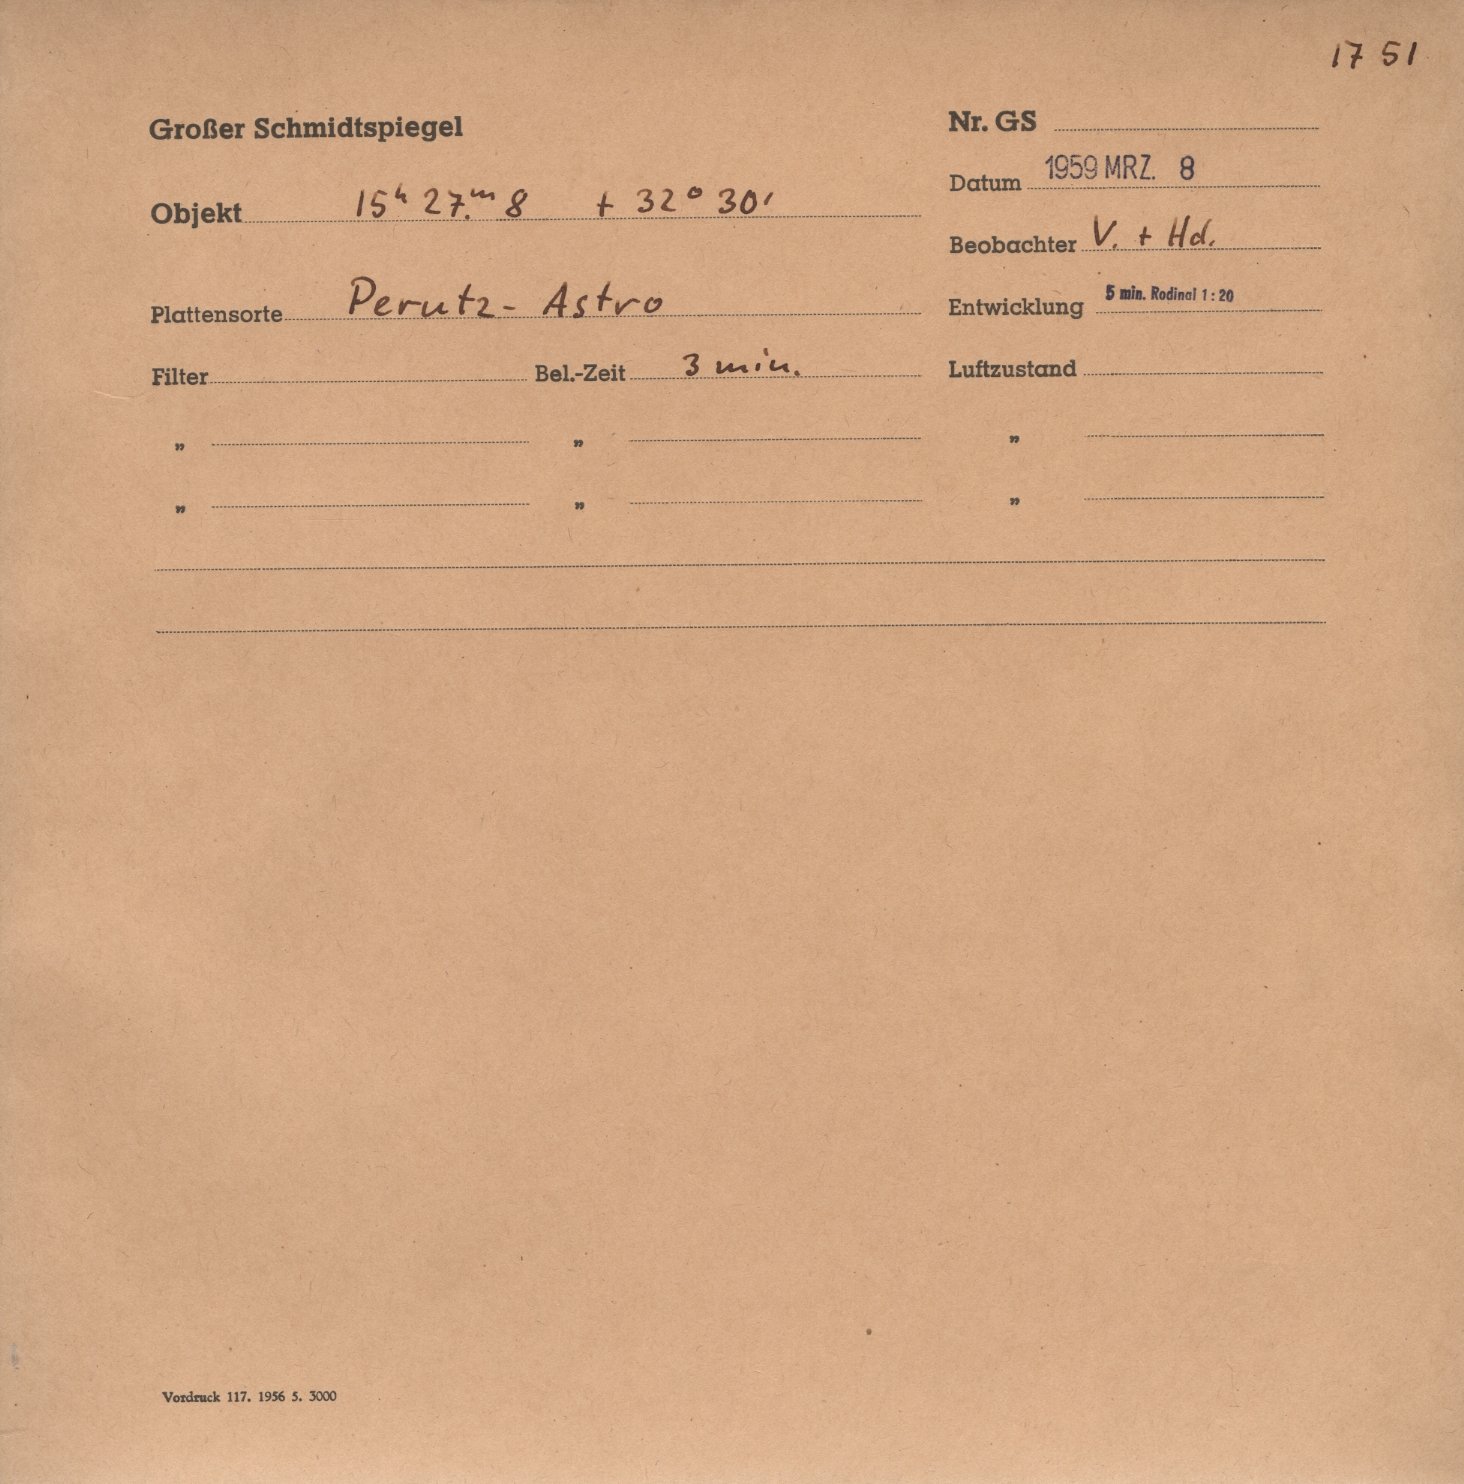 17 51
Großer Schmidtspiegel
Nr. GS
Datum 1959 MRZ. 8
Objekt 15h 27.m 8 + 32° 30'
Beobachter V. + Hd.
Plattensorte Perutz-Astro
Entwicklung 5 min. Rodinal 1:20
Filter Bel.-Zeit 3 min. Luftzustand
" " "
" " "
Vordruck 117. 1956 5. 3000